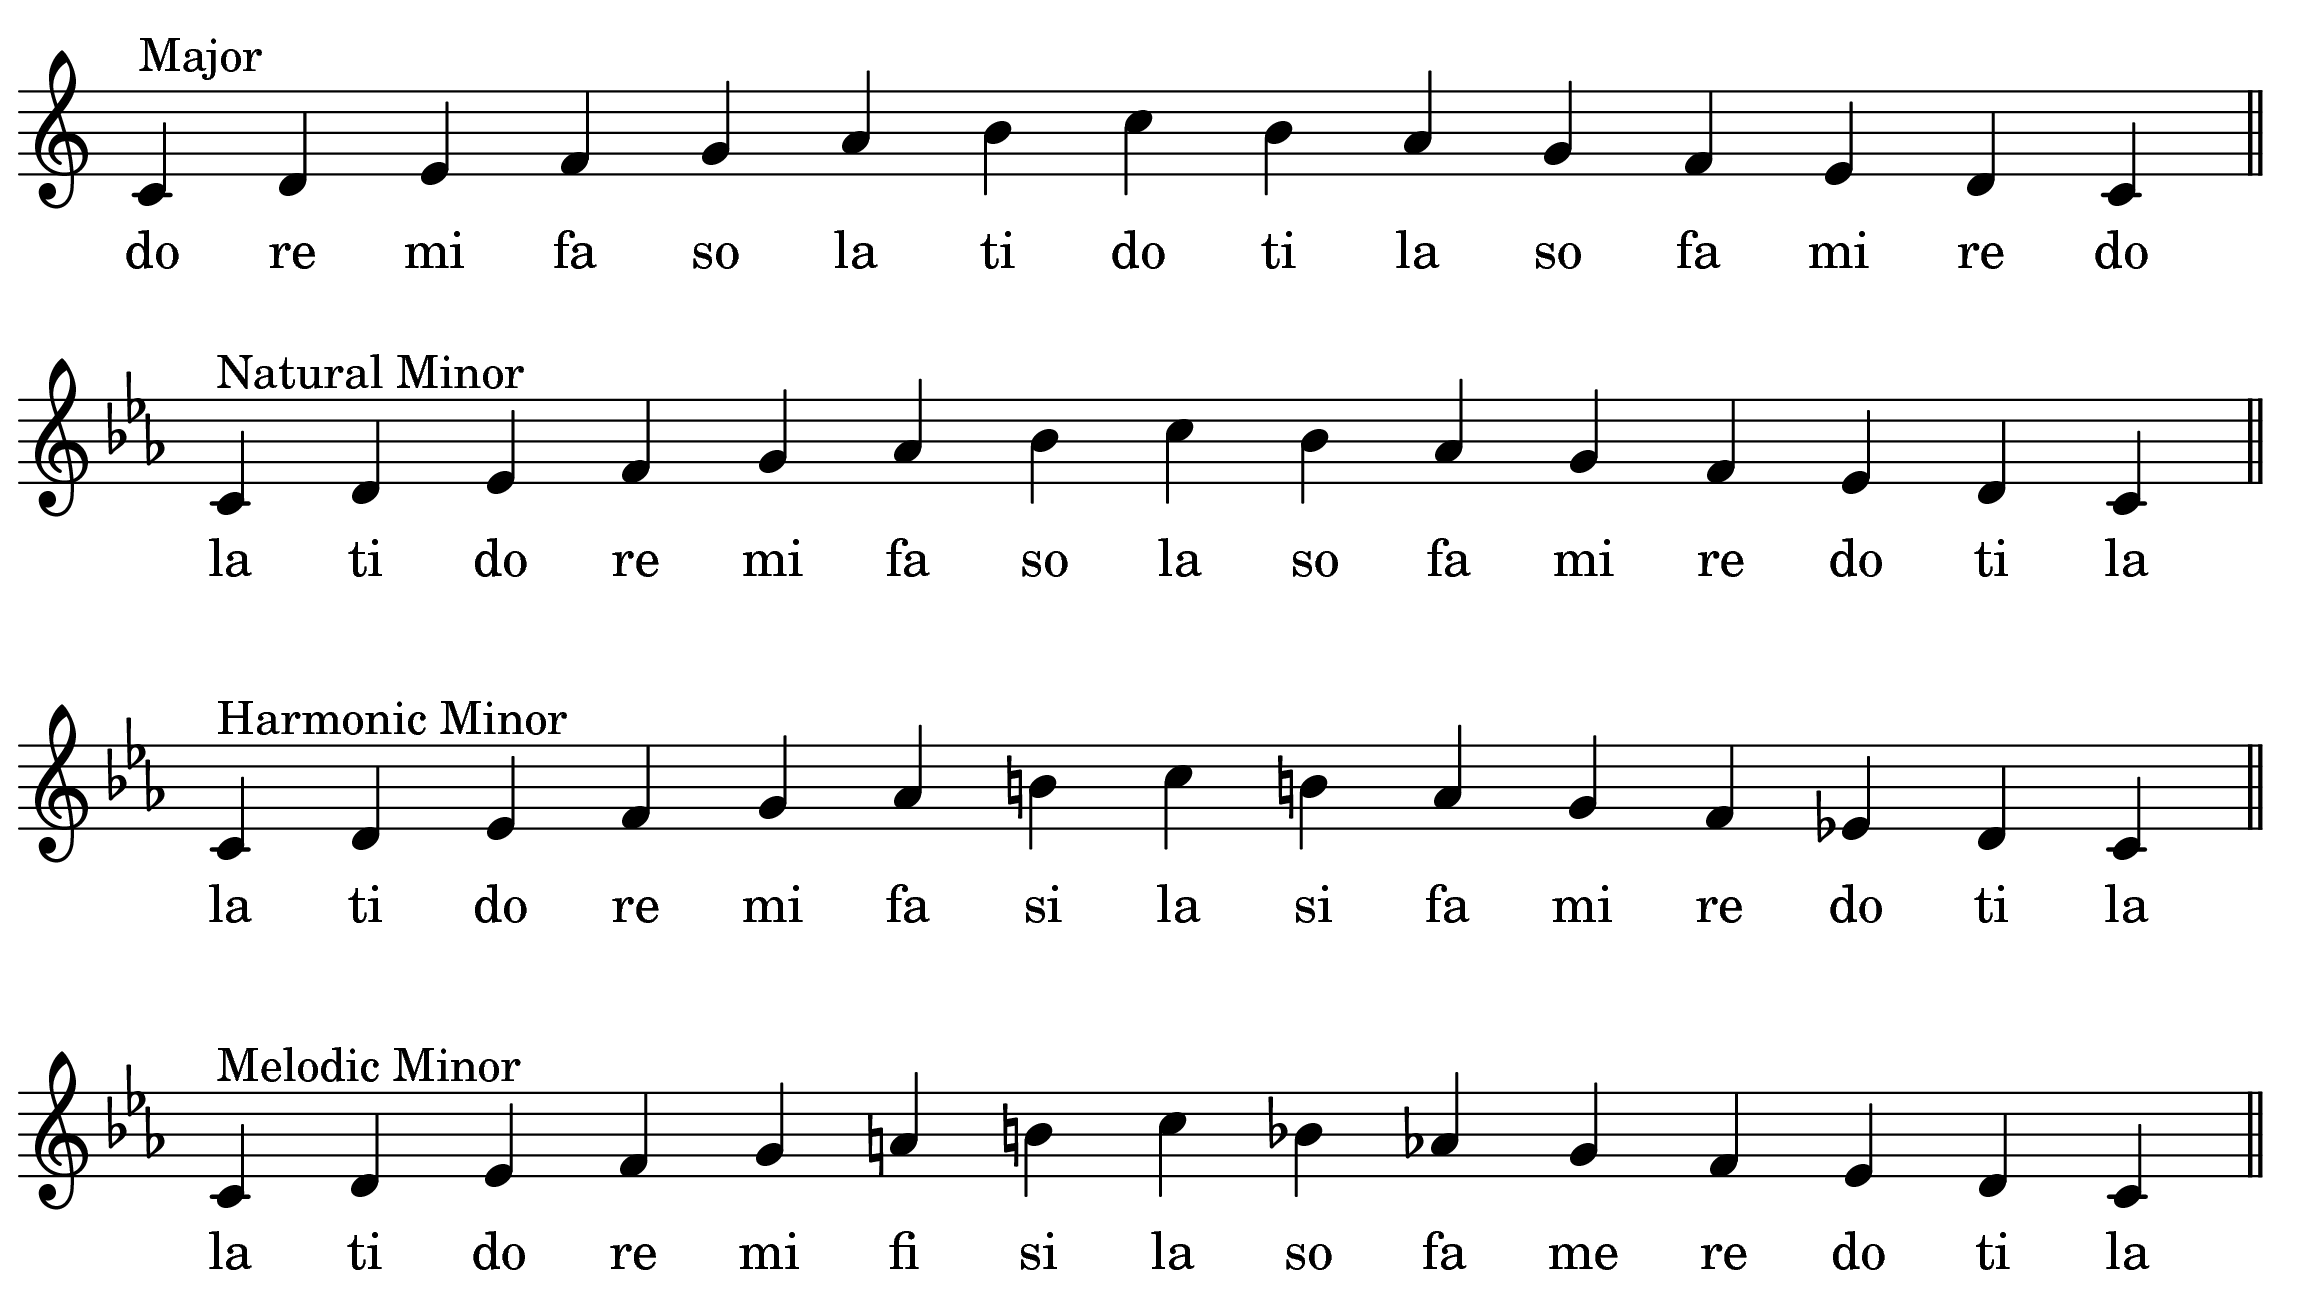 Major
do re mi fa so la ti do ti la so fa mi re do
Natural Minor
la ti do re mi fa so la so fa mi re do ti la
Harmonic Minor
la ti do re mi fa si la si fa mi re do ti la
Melodic Minor
la ti do re mi fi si la so fa me re do ti la